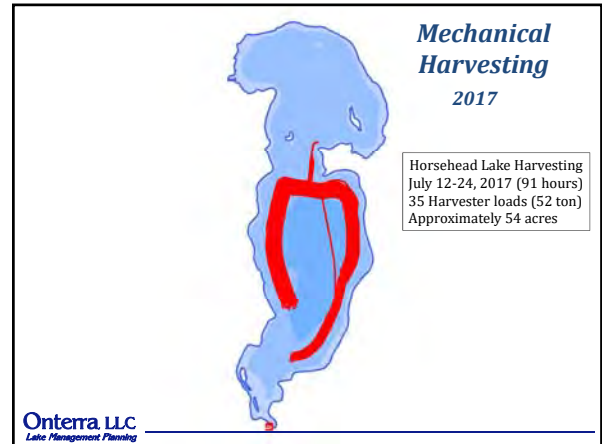 Mechanical
Harvesting
2017
Horsehead Lake Harvesting
July 12-24, 2017 (91 hours)
35 Harvester loads (52 ton)
Approximately 54 acres
Onterra LLC
Lake Management Planning